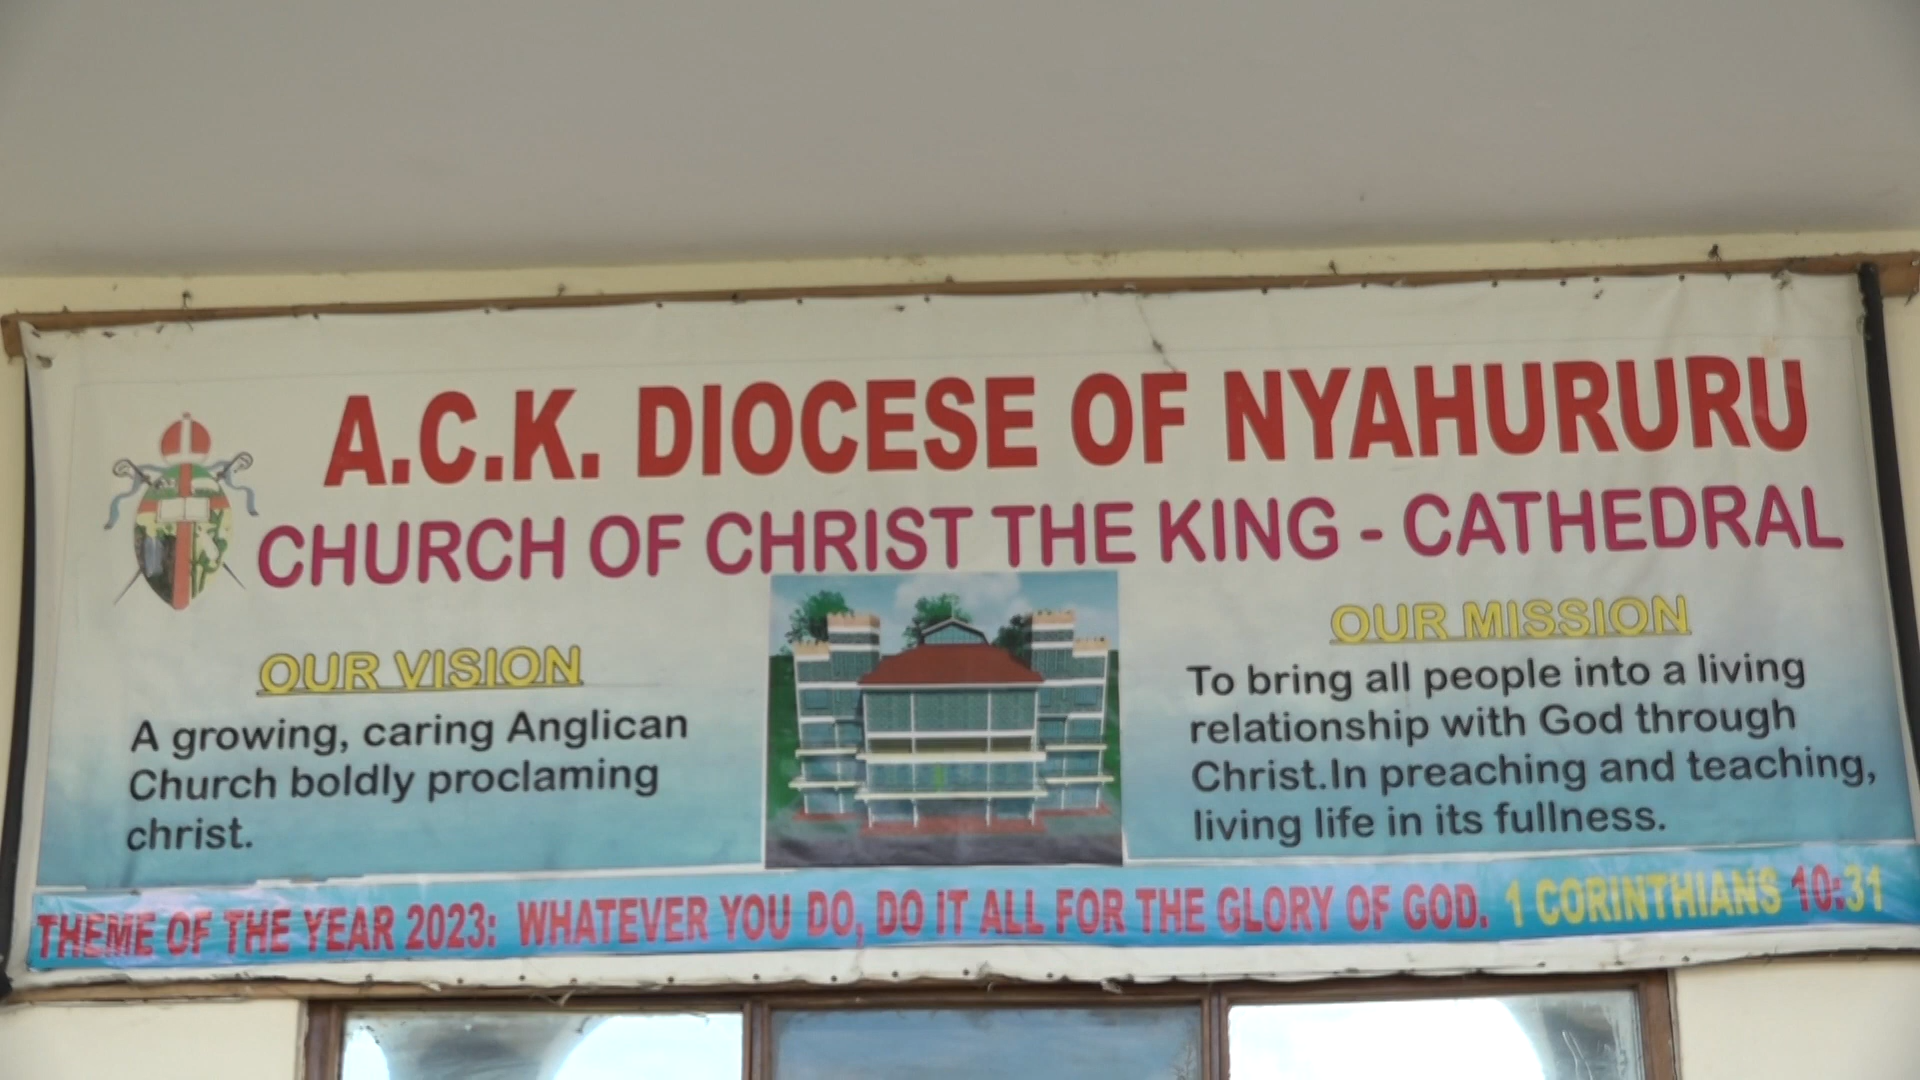 A.C.K. DIOCESE OF NYAHURURU
CHURCH OF CHRIST THE KING - CATHEDRAL
OUR VISION
A growing, caring Anglican
Church boldly proclaming
christ.
OUR MISSION
To bring all people into a living
relationship with God through
Christ.In preaching and teaching,
living life in its fullness.
THEME OF THE YEAR 2023: WHATEVER YOU DO, DO IT ALL FOR THE GLORY OF GOD. 1 CORINTHIANS 10:31